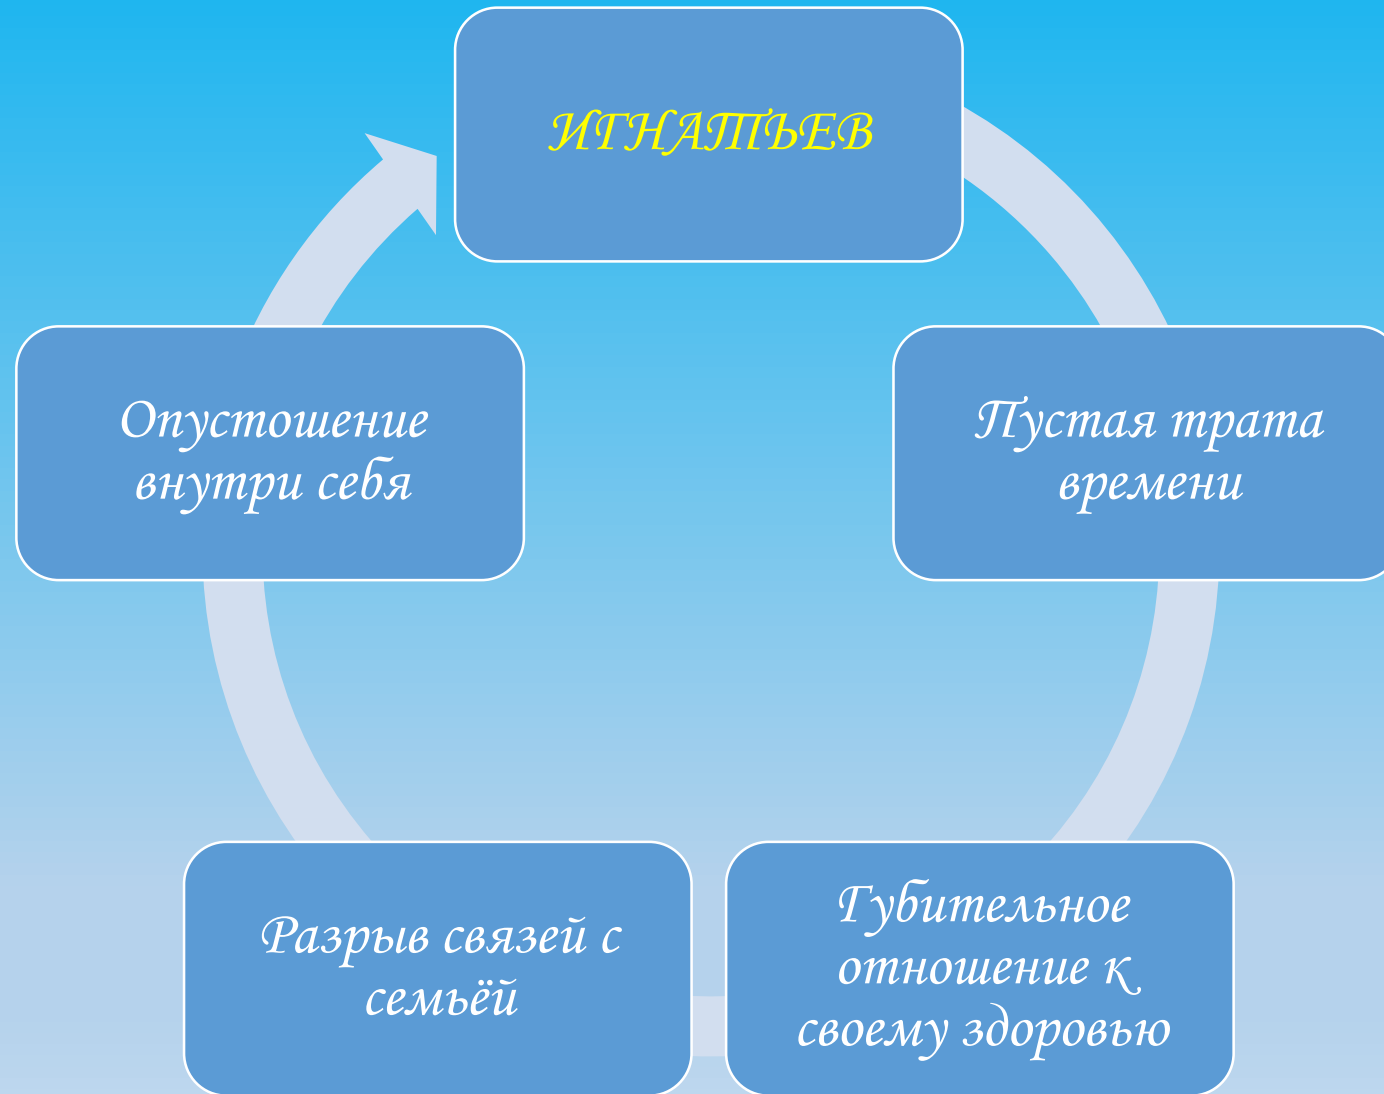 ИГНАТЬЕВ
Пустая трата
времени
Губительное
отношение к
своему здоровью
Разрыв связей с
семьёй
Опустошение
внутри себя